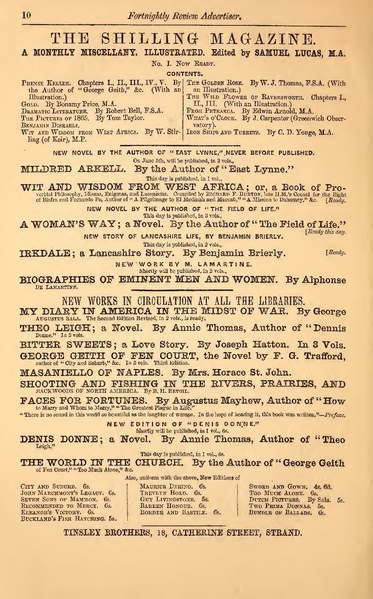 10 Fortnightly Review Advertiser.
THE SHILLING MAGAZINE.
A MONTHLY MISCELLANY, ILLUSTRATED. Edited by SAMUEL LUCAS, M.A.
No. I. Now Ready.
CONTENTS.
PHEMIE KELLER. Chapters I., II., III., IV., V. By
the Author of "George Geith," &c. (With an
Illustration.)
GOLD. By Bonamy Price, M.A.
DRAMATIC LITERATURE. By Robert Bell, F.S.A.
THE PICTURES OF 1865. By Tom Taylor.
BENJAMIN DISRAELI.
WIT AND WISDOM FROM WEST AFRICA. By W. Stirling (of Keir), M.P.
THE GOLDEN ROSE. By W. J. Thomas, F.S.A. (With
an Illustration.)
THE WILD FLOWER OF RAVENSWORTH. Chapters I.,
II., III. (With an Illustration.)
FROM PETRARCA. By Edwin Arnold, M.A.
WHAT'S O'CLOCK. By J. Carpenter (Greenwich Observatory).
IRON SHIPS AND TURRETS. By C. D. Yonge, M.A.
NEW NOVEL BY THE AUTHOR OF "EAST LYNNE," NEVER BEFORE PUBLISHED.
On June 5th, will be published, in 3 vols.,
MILDRED ARKELL. By the Author of "East Lynne."
This day is published, in 1 vol.,
WIT AND WISDOM FROM WEST AFRICA; or, a Book of Proverbial
Philosophy, Idioms, Enigmas, and Laconisms. Compiled by RICHARD F. BURTON, late H.M.'s Consul for the Bight
of Biafra and Fernando Po, Author of "A Pilgrimage to El Medinah and Meccah," "A Mission to Dahomey," &c. [Ready.
NEW NOVEL BY THE AUTHOR OF "THE FIELD OF LIFE."
This day is published, in 3 vols.,
A WOMAN'S WAY; a Novel. By the Author of "The Field of Life."
[Ready this day.
NEW STORY OF LANCASHIRE LIFE, BY BENJAMIN BRIERLY.
This day is published, in 2 vols.,
IRKDALE; a Lancashire Story. By Benjamin Brierly. [Ready.
NEW WORK BY M. LAMARTINE.
Shortly will be published, in 2 vols.,
BIOGRAPHIES OF EMINENT MEN AND WOMEN. By Alphonse
DE LAMARTINE.
NEW WORKS IN CIRCULATION AT ALL THE LIBRARIES.
MY DIARY IN AMERICA IN THE MIDST OF WAR. By George
AUGUSTUS SALA. The Second Edition Revised, in 2 vols., is ready.
THEO LEIGH; a Novel. By Annie Thomas, Author of "Dennis
Donne." In 3 vols.
BITTER SWEETS; a Love Story. By Joseph Hatton. In 3 Vols.
GEORGE GEITH OF FEN COURT, the Novel by F. G. Trafford,
author of "City and Suburb," &c. In 3 vols. Third Edition.
MASANIELLO OF NAPLES. By Mrs. Horace St. John.
SHOOTING AND FISHING IN THE RIVERS, PRAIRIES, AND
BACKWOODS OF NORTH AMERICA. By B. H. REVOIL.
FACES FOR FORTUNES. By Augustus Mayhew, Author of "How
to Marry and Whom to Marry," "The Greatest Plague in Life."
"There is no sound in this world so beautiful as the laughter of woman. In the hope of hearing it, this book was written."—Preface.
NEW EDITION OF "DENIS DONNE,"
Shortly will be published, in 1 vol., 6s.
DENIS DONNE; a Novel. By Annie Thomas, Author of "Theo
Leigh."
This day is published, in 1 vol., 6s.
THE WORLD IN THE CHURCH. By the Author of "George Geith
of Fen Court," "Too Much Alone," &c.
Also, uniform with the above, New Editions of
CITY AND SUBURB. 6s.
JOHN MARCHMONT'S LEGACY. 6s.
SEVEN SONS OF MAMMON. 6s.
RECOMMENDED TO MERCY. 6s.
ELEANOR'S VICTORY. 6s.
BUCKLAND'S FISH HATCHING. 5s.
MAURICE DERING. 6s.
TREVLYN HOLD. 6s.
GUY LIVINGSTONE. 5s.
BARREN HONOUR. 6s.
BORDER AND BASTILLE. 6s.
SWORD AND GOWN. 4s. 6d.
TOO MUCH ALONE. 6s.
DUTCH PICTURES. By Sala. 5s.
TWO PRIMA DONNAS. 5s.
BUNDLE OF BALLADS. 6s.
TINSLEY BROTHERS, 18, CATHERINE STREET, STRAND.